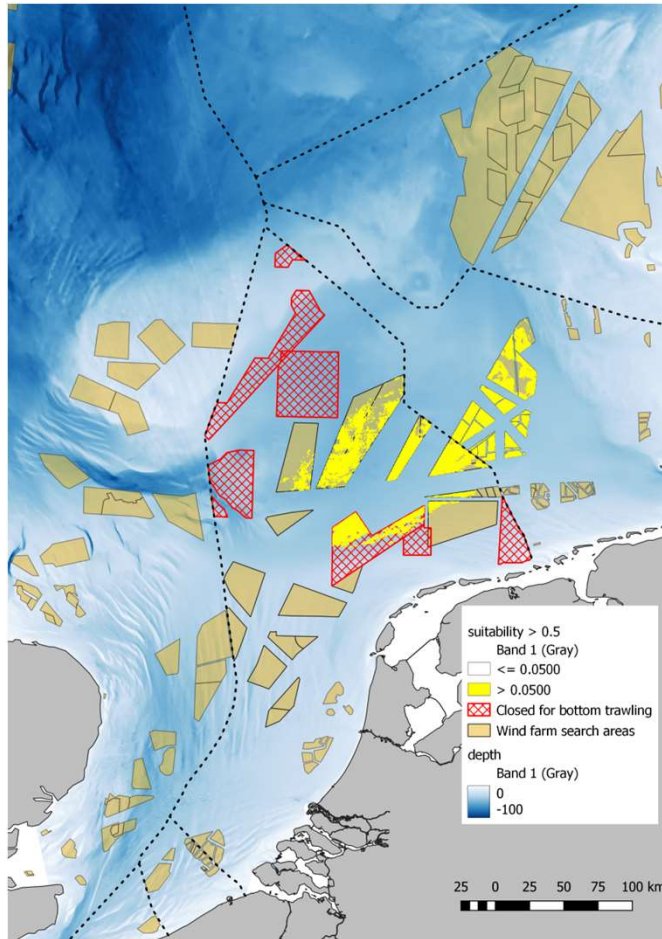 suitability > 0.5
Band 1 (Gray)
<= 0.0500
> 0.0500
Closed for bottom trawling
Wind farm search areas
depth
Band 1 (Gray)
0
-100
25 0 25 50 75 100 km